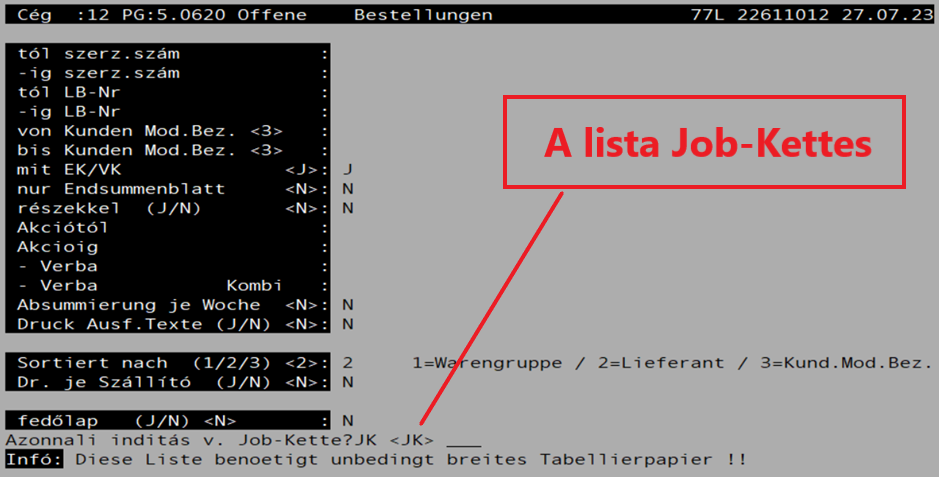 Cég :12 PG:5.0620 Offene Bestellungen 77L 22611012 27.07.23
tól szerz.szám :
-ig szerz.szám :
tól LB-Nr :
-ig LB-Nr :
von Kunden Mod.Bez. <3> :
bis Kunden Mod.Bez. <3> :
mit EK/VK <J>: J
nur Endsummenblatt <N>: N
részekkel (J/N) <N>: N
Akciótól :
Akcioig :
- Verba :
- Verba Kombi :
Absummierung je Woche <N>: N
Druck Ausf.Texte (J/N) <N>: N
A lista Job-Kettes
Sortiert nach (1/2/3) <2>: 2 1=Warengruppe / 2=Lieferant / 3=Kund.Mod.Bez.
Dr. je Szállító (J/N) <N>: N
fedőlap (J/N) <N> : N
Azonnali inditás v. Job-Kette?JK <JK> ___
Infó: Diese Liste benoetigt unbedingt breites Tabellierpapier !!